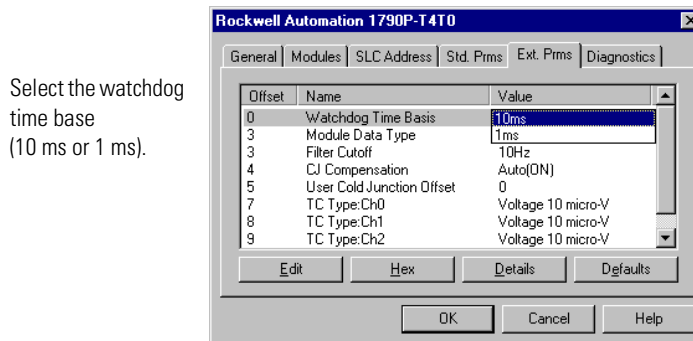 Select the watchdog
time base
(10 ms or 1 ms).
Rockwell Automation 1790P-T4T0
General Modules SLC Address Std. Prms Ext. Prms Diagnostics
Offset Name Value
0 Watchdog Time Basis 10ms
1ms
3 Module Data Type
3 Filter Cutoff 10Hz
4 CJ Compensation Auto(ON)
5 User Cold Junction Offset 0
7 TC Type:Ch0 Voltage 10 micro-V
8 TC Type:Ch1 Voltage 10 micro-V
9 TC Type:Ch2 Voltage 10 micro-V
Edit Hex Details Defaults
OK Cancel Help